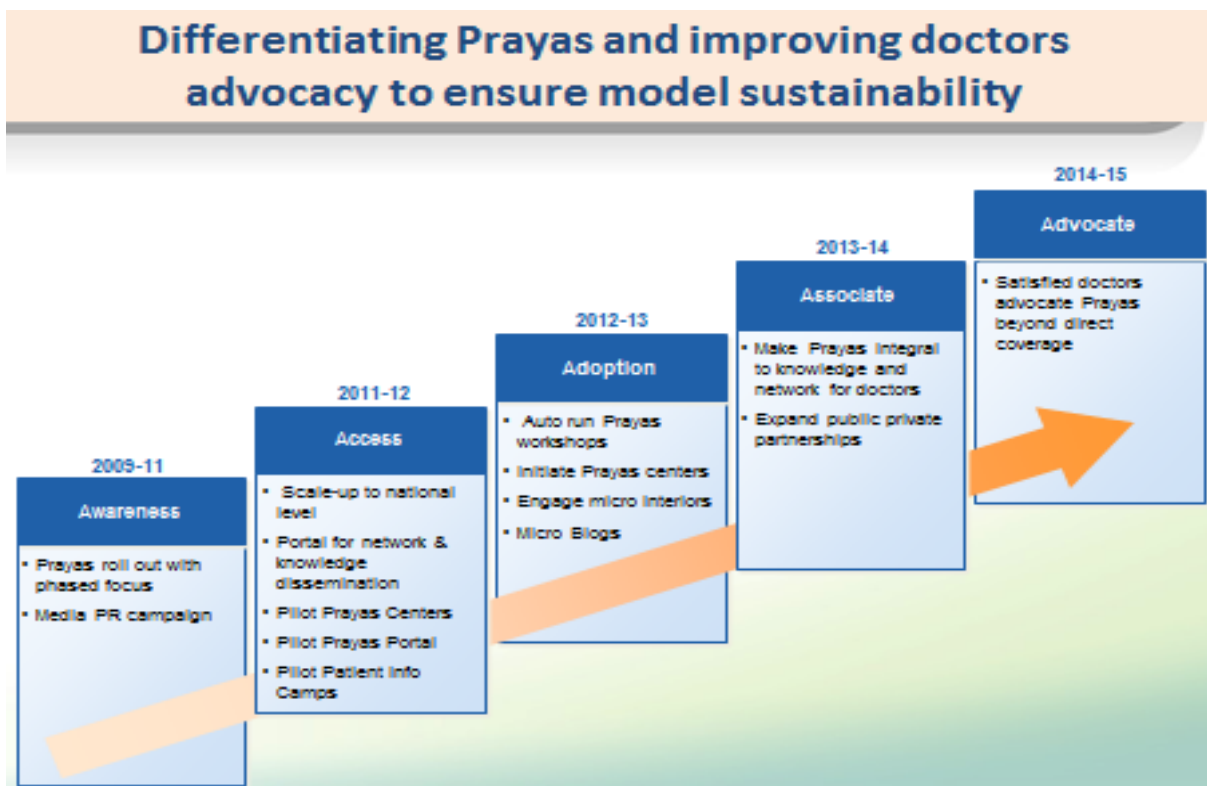 Differentiating Prayas and improving doctors
advocacy to ensure model sustainability
2009-11
Awareness
▪ Prayas roll out with
phased focus
▪ Media PR campaign
2011-12
Access
▪ Scale-up to national
level
▪ Portal for network &
knowledge
dissemination
▪ Pilot Prayas Centers
▪ Pilot Prayas Portal
▪ Pilot Patient Info
Camps
2012-13
Adoption
▪ Auto run Prayas
workshops
▪ Initiate Prayas centers
▪ Engage micro interiors
▪ Micro Blogs
2013-14
Associate
▪ Make Prayas integral
to knowledge and
network for doctors
▪ Expand public private
partnerships
2014-15
Advocate
▪ Satisfied doctors
advocate Prayas
beyond direct
coverage